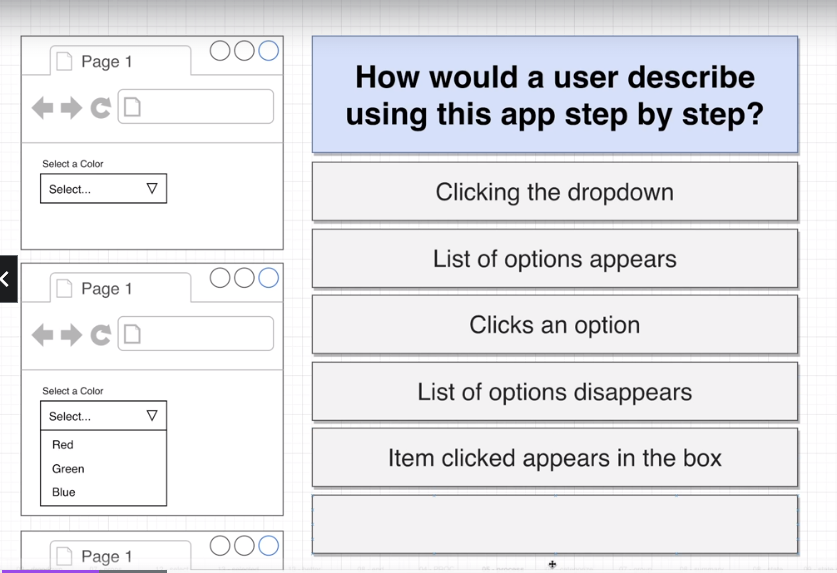 Page 1
Select a Color
Select...
Page 1
Select a Color
Select...
Red
Green
Blue
Page 1
How would a user describe
using this app step by step?
Clicking the dropdown
List of options appears
Clicks an option
List of options disappears
Item clicked appears in the box